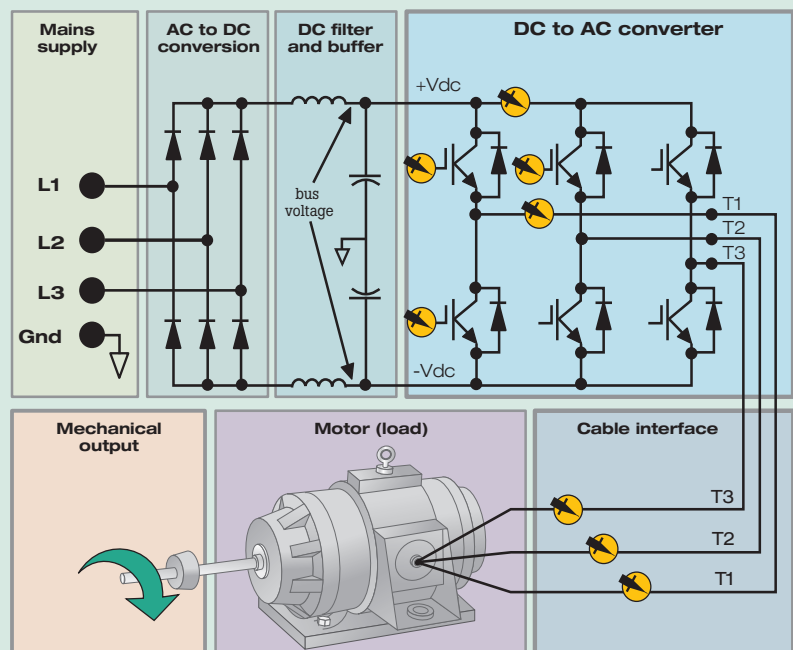 Mains
supply
AC to DC
conversion
DC filter
and buffer
DC to AC converter
+Vdc
L1
bus
voltage
T1
L2
T2
T3
L3
Gnd
-Vdc
Mechanical
output
Motor (load)
Cable interface
T3
T2
T1